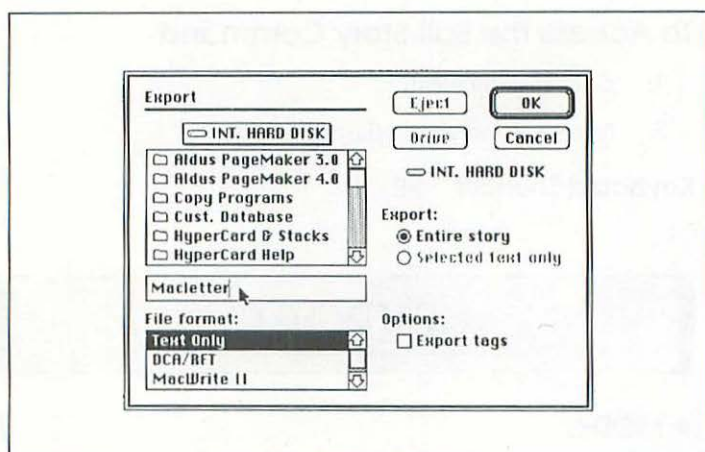 Export
INT. HARD DISK
Aldus PageMaker 3.0
Aldus PageMaker 4.0
Copy Programs
Cust. Database
HyperCard & Stacks
HyperCard Help
Macletter
File format:
Text Only
DCA/RFT
MacWrite II
Eject
OK
Drive
Cancel
INT. HARD DISK
Export:
Entire story
Selected text only
Options:
Export tags